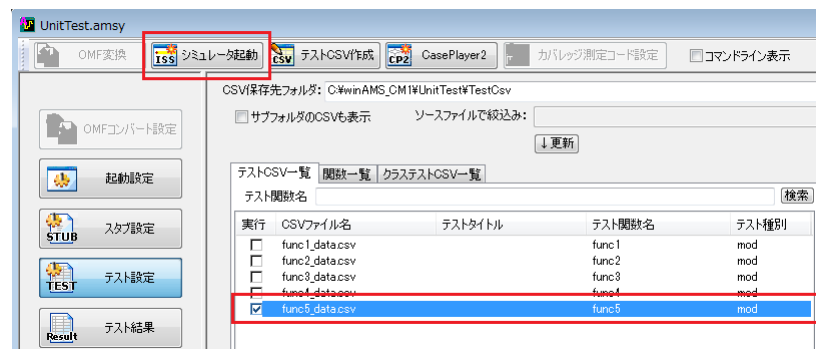 UnitTest.amsy
OMF変換 ISS シミュレータ起動 CSV テストCSV作成 CP2 CasePlayer2 カバレッジ測定コード設定 コマンドライン表示
CSV保存先フォルダ: C:¥winAMS_CM1¥UnitTest¥TestCsv
サブフォルダのCSVも表示 ソースファイルで絞込み:
↓更新
OMFコンバート設定
起動設定
STUB スタブ設定
TEST テスト設定
Result テスト結果
テストCSV一覧 関数一覧 クラステストCSV一覧
テスト関数名 検索
実行 CSVファイル名 テストタイトル テスト関数名 テスト種別
func1_data.csv func1 mod
func2_data.csv func2 mod
func3_data.csv func3 mod
func4_data.csv func4 mod
func5_data.csv func5 mod